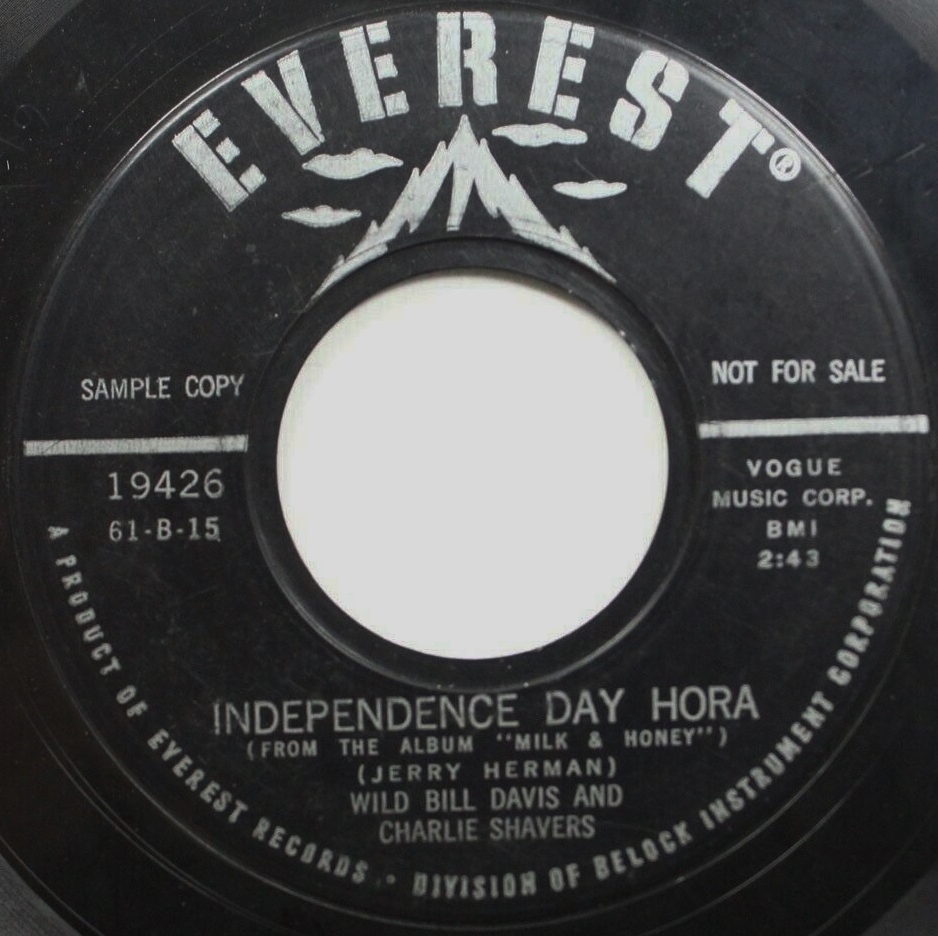 EVEREST®
SAMPLE COPY
NOT FOR SALE
19426
61-B-15
VOGUE
MUSIC CORP.
BMI
2:43
INDEPENDENCE DAY HORA
(FROM THE ALBUM "MILK & HONEY")
(JERRY HERMAN)
WILD BILL DAVIS AND
CHARLIE SHAVERS
A PRODUCT OF EVEREST RECORDS • DIVISION OF BELOCK INSTRUMENT CORPORATION